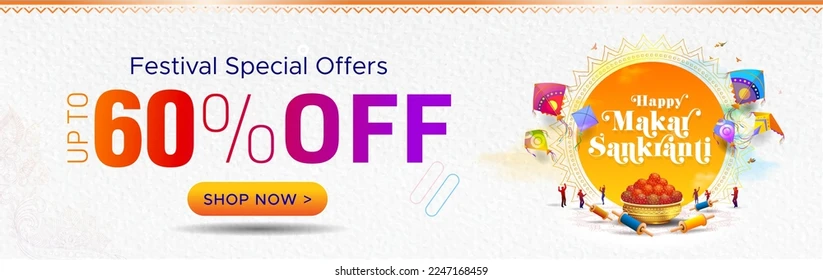 Festival Special Offers
UP TO
60% OFF
SHOP NOW >
Happy
Makar
Sankranti
shutterstock.com · 2247168459